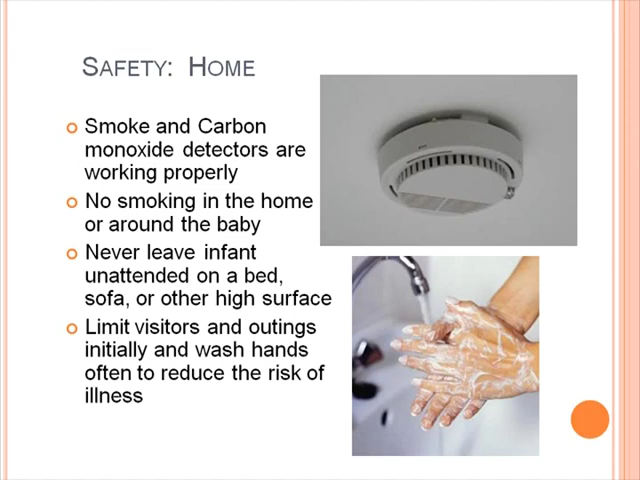 SAFETY: HOME
Smoke and Carbon
monoxide detectors are
working properly
No smoking in the home
or around the baby
Never leave infant
unattended on a bed,
sofa, or other high surface
Limit visitors and outings
initially and wash hands
often to reduce the risk of
illness